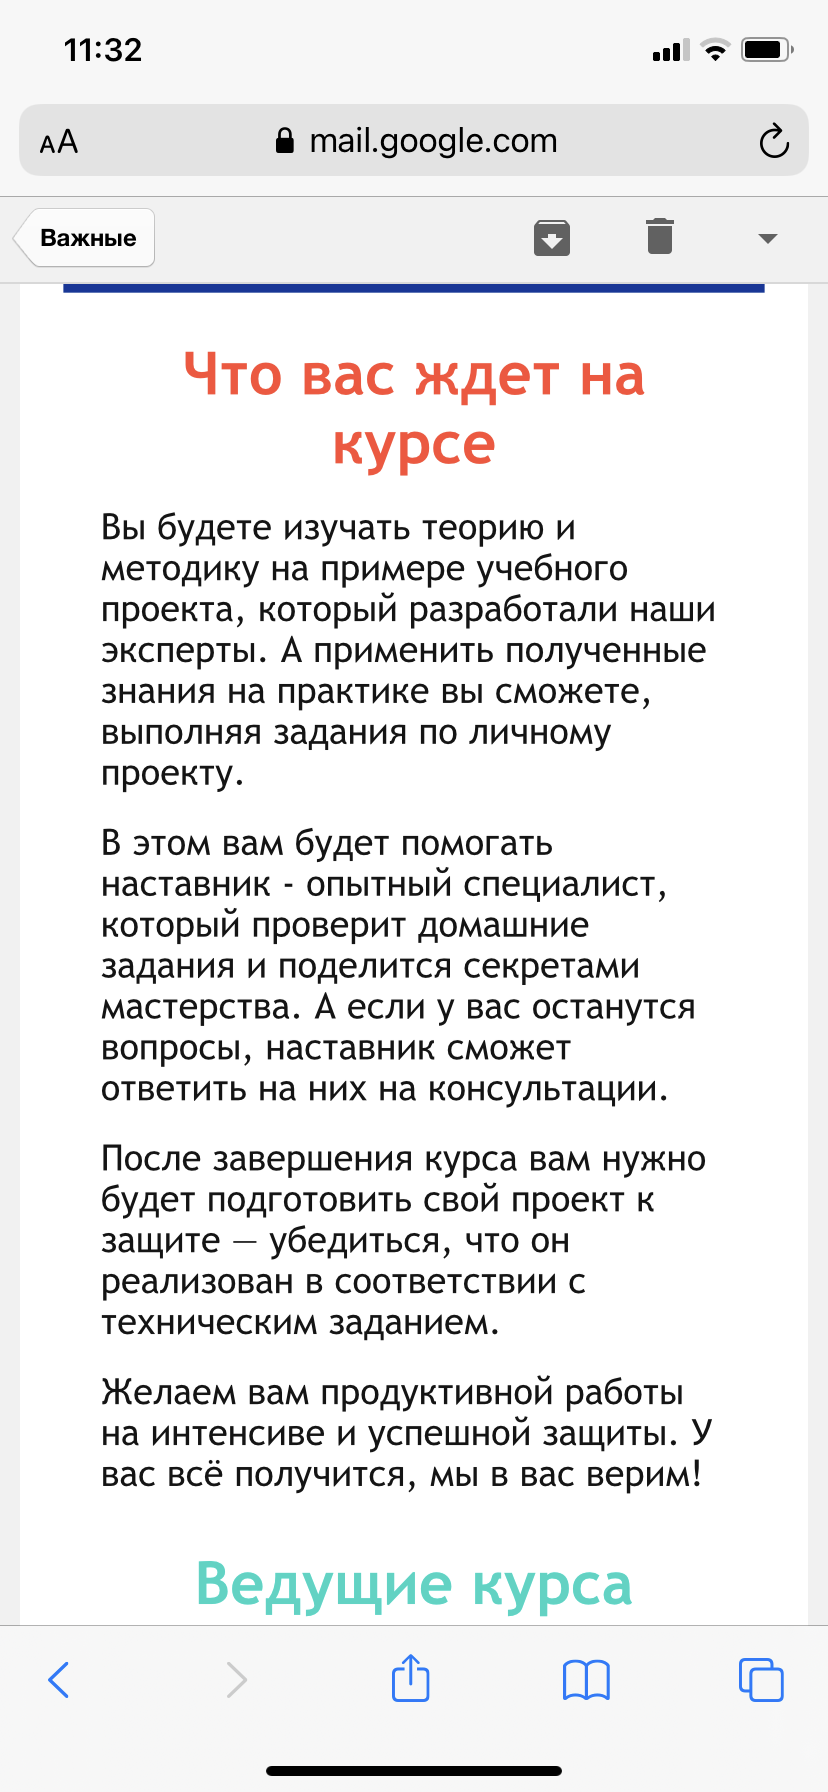 11:32
AA
mail.google.com
Важные
Что вас ждет на
курсе
Вы будете изучать теорию и
методику на примере учебного
проекта, который разработали наши
эксперты. А применить полученные
знания на практике вы сможете,
выполняя задания по личному
проекту.
В этом вам будет помогать
наставник - опытный специалист,
который проверит домашние
задания и поделится секретами
мастерства. А если у вас останутся
вопросы, наставник сможет
ответить на них на консультации.
После завершения курса вам нужно
будет подготовить свой проект к
защите — убедиться, что он
реализован в соответствии с
техническим заданием.
Желаем вам продуктивной работы
на интенсиве и успешной защиты. У
вас всё получится, мы в вас верим!
Ведущие курса